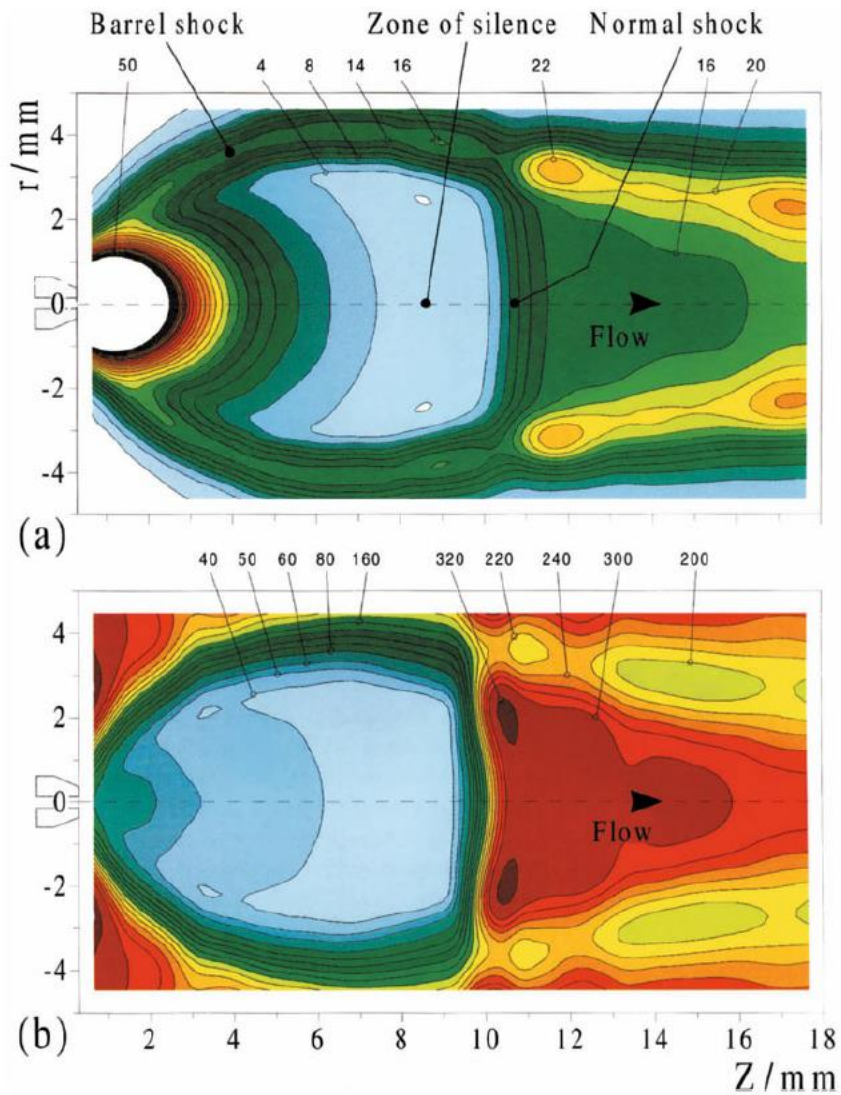 Barrel shock Zone of silence Normal shock
50 4 8 14 16 22 16 20
r/mm
4
2
0
-2
-4
Flow
(a)
40 50 60 80 160 320 220 240 300 200
4
2
0
-2
-4
Flow
(b)
2 4 6 8 10 12 14 16 18
Z/mm